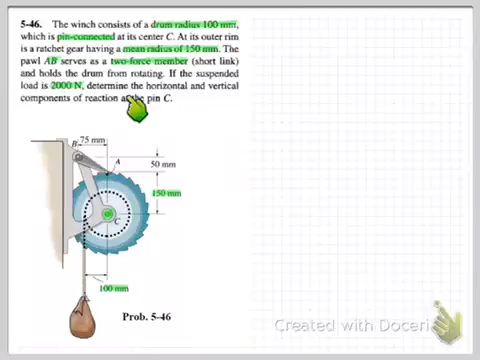 5-46. The winch consists of a drum radius 100 mm,
which is pin-connected at its center C. At its outer rim
is a ratchet gear having a mean radius of 150 mm. The
pawl AB serves as a two-force member (short link)
and holds the drum from rotating. If the suspended
load is 2000 N, determine the horizontal and vertical
components of reaction at the pin C.
75 mm
B
A
50 mm
150 mm
C
100 mm
Prob. 5-46
Created with Doceri